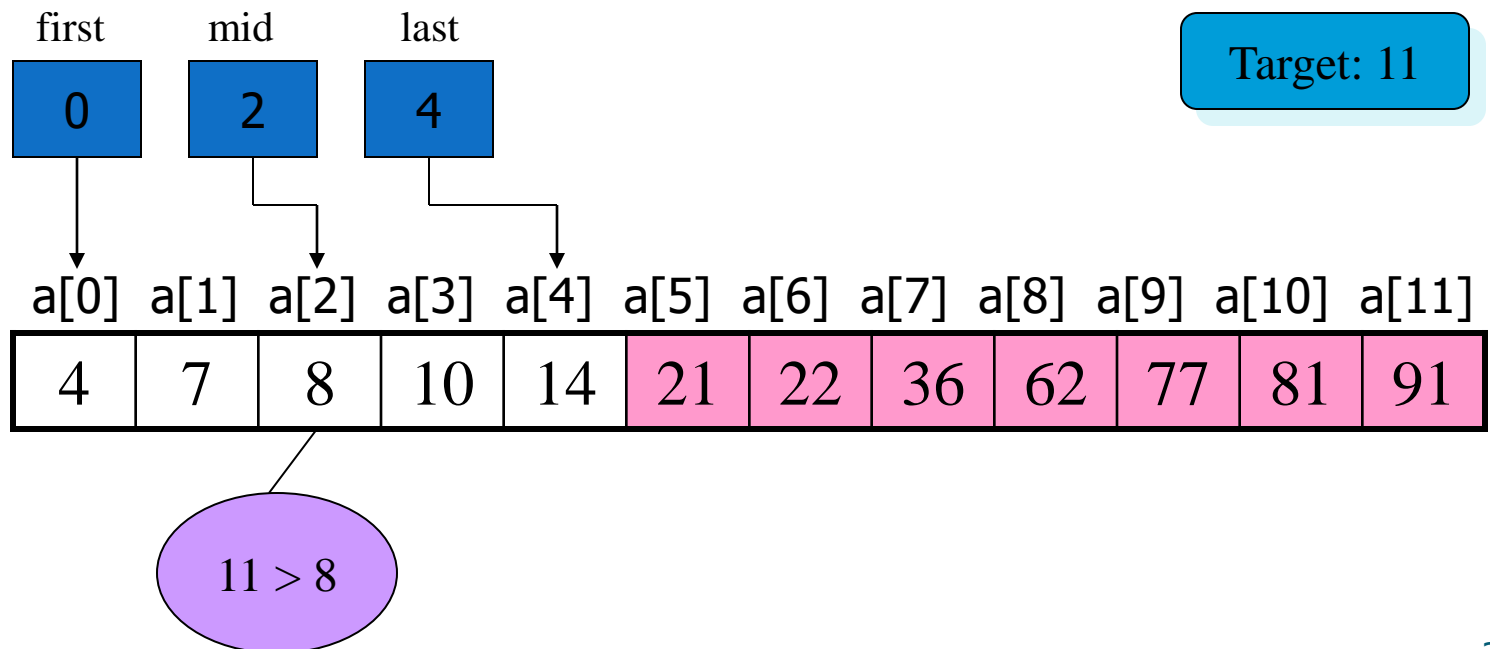 first mid last
Target: 11
0 2 4
a[0] a[1] a[2] a[3] a[4] a[5] a[6] a[7] a[8] a[9] a[10] a[11]
4 7 8 10 14 21 22 36 62 77 81 91
11 > 8